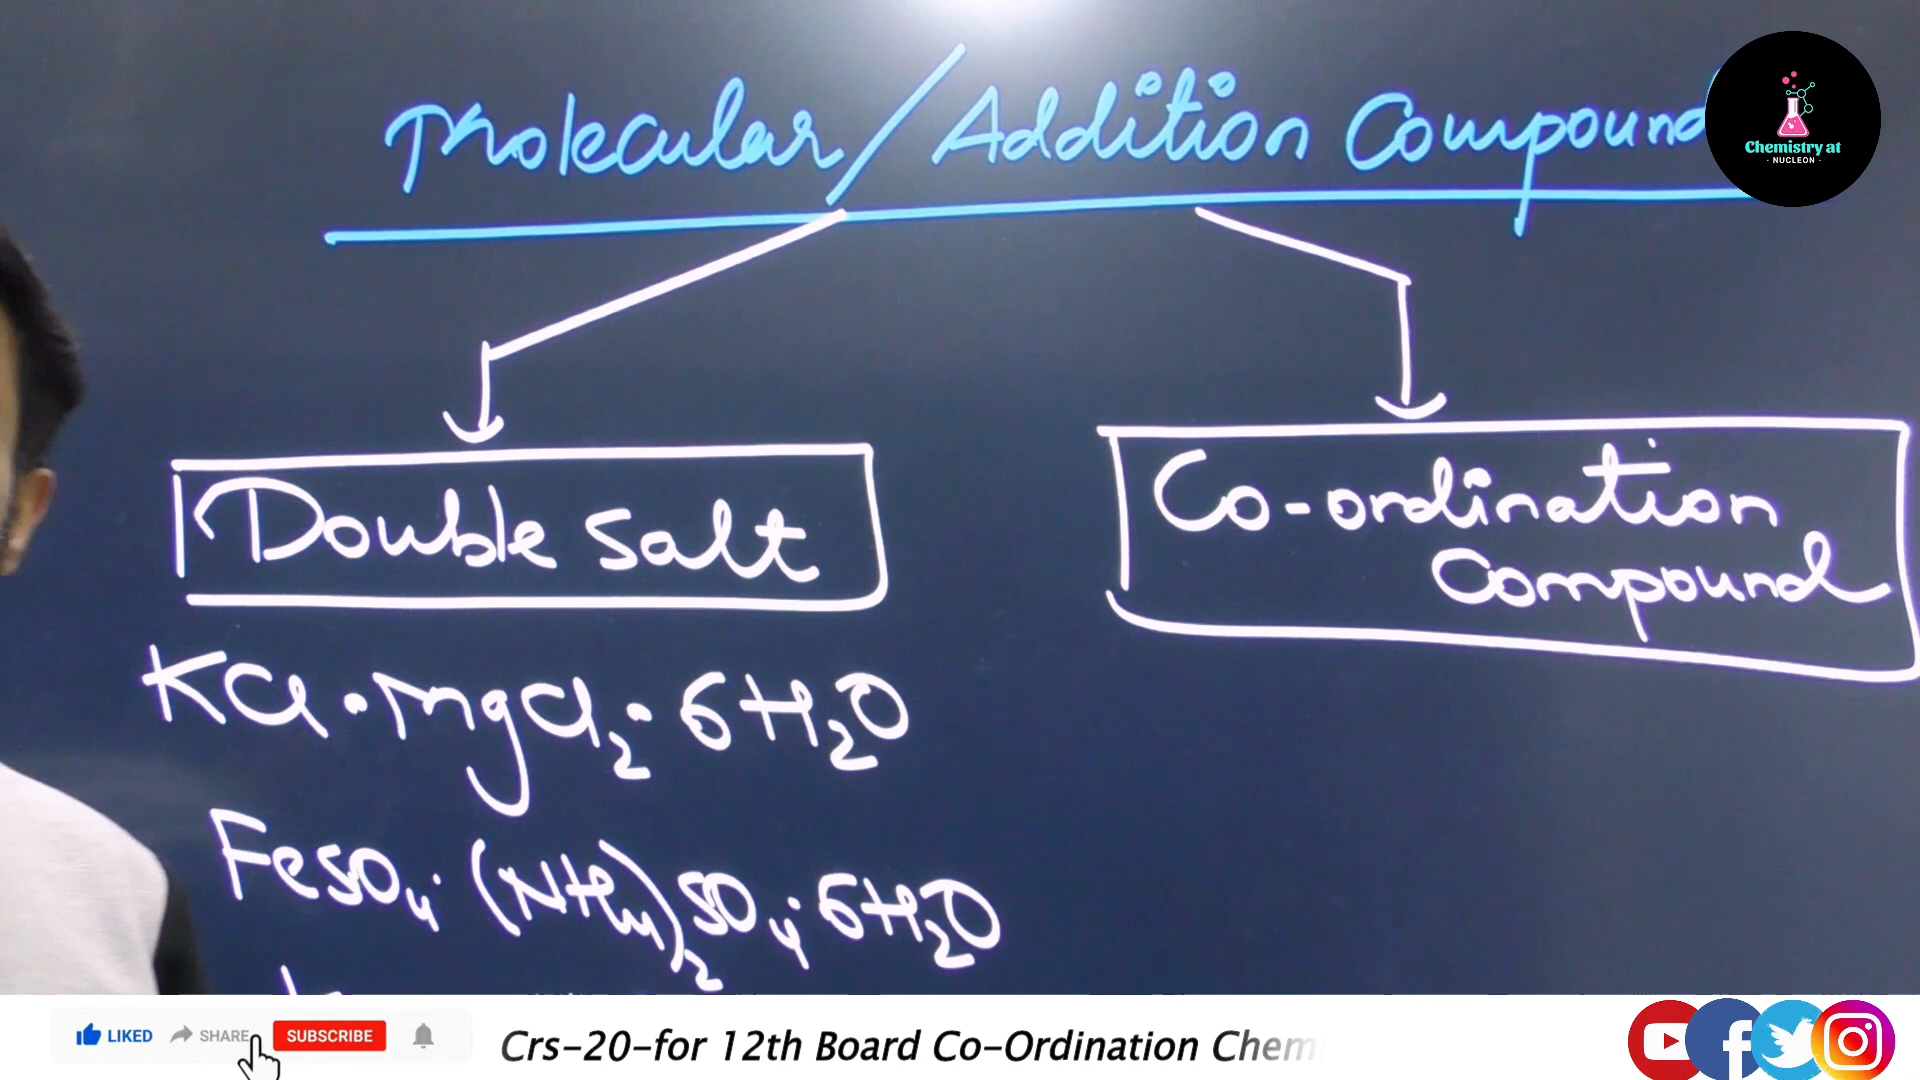 Molecular/Addition Compound
Chemistry at
· NUCLEON ·
Double Salt
Co-ordination
Compound
KCl·MgCl₂·6H₂O
FeSO₄·(NH₄)₂SO₄·6H₂O
LIKED SHARE SUBSCRIBE
Crs-20-for 12th Board Co-Ordination Chem